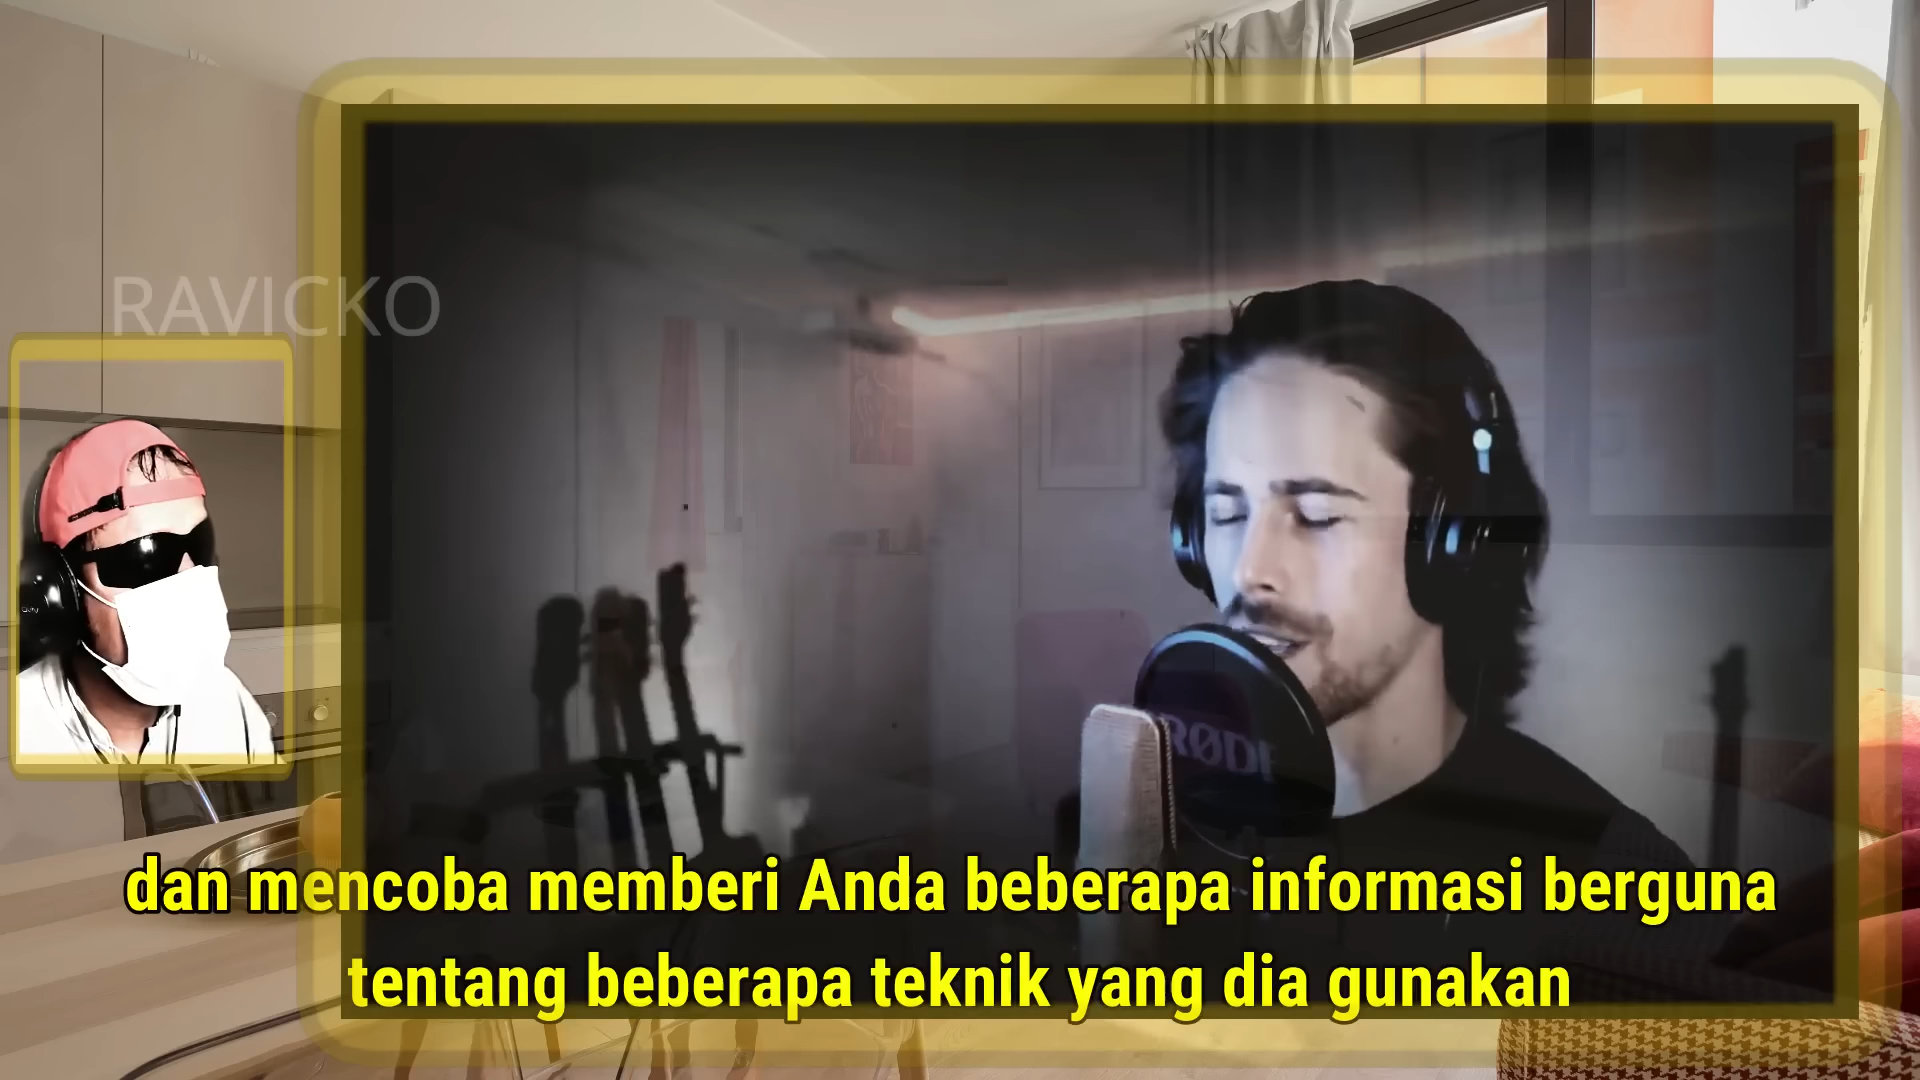 RAVICKO
RØDE
dan mencoba memberi Anda beberapa informasi berguna
tentang beberapa teknik yang dia gunakan